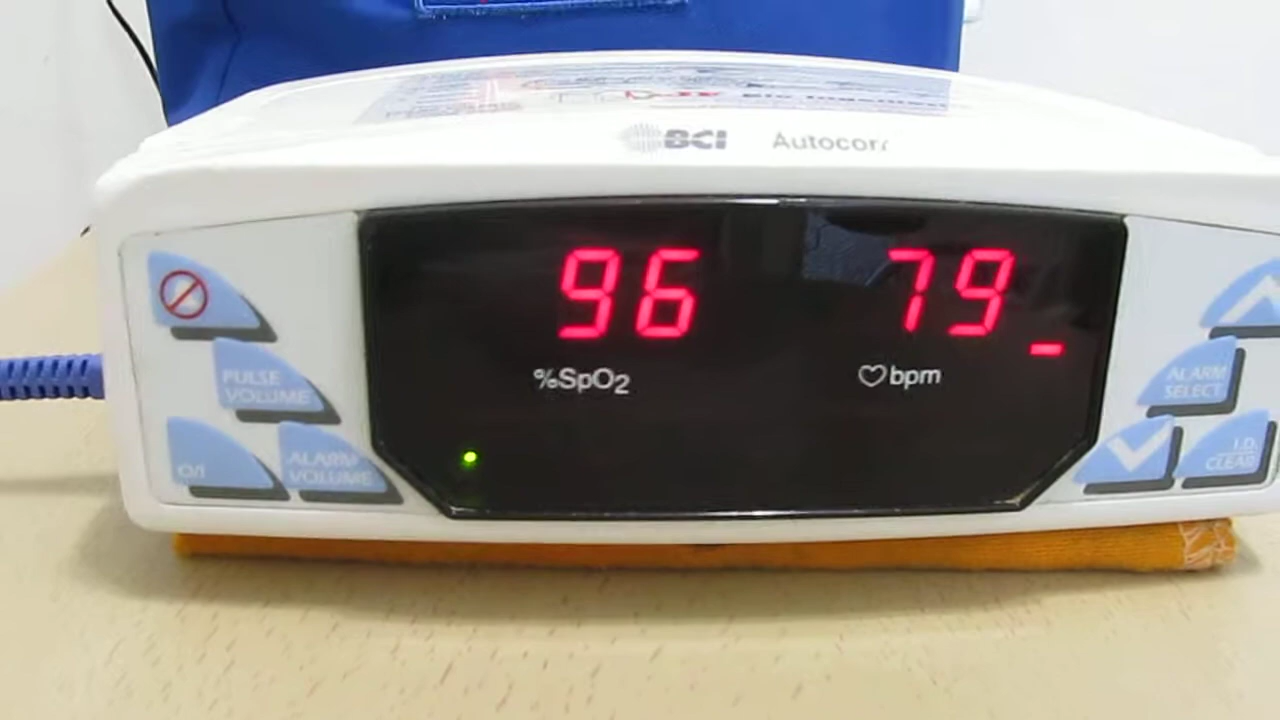 BCI Autocorr
96 79
%SpO2 ♡bpm
PULSE
VOLUME
O/I
ALARM
VOLUME
ALARM
SELECT
I.D.
CLEAR